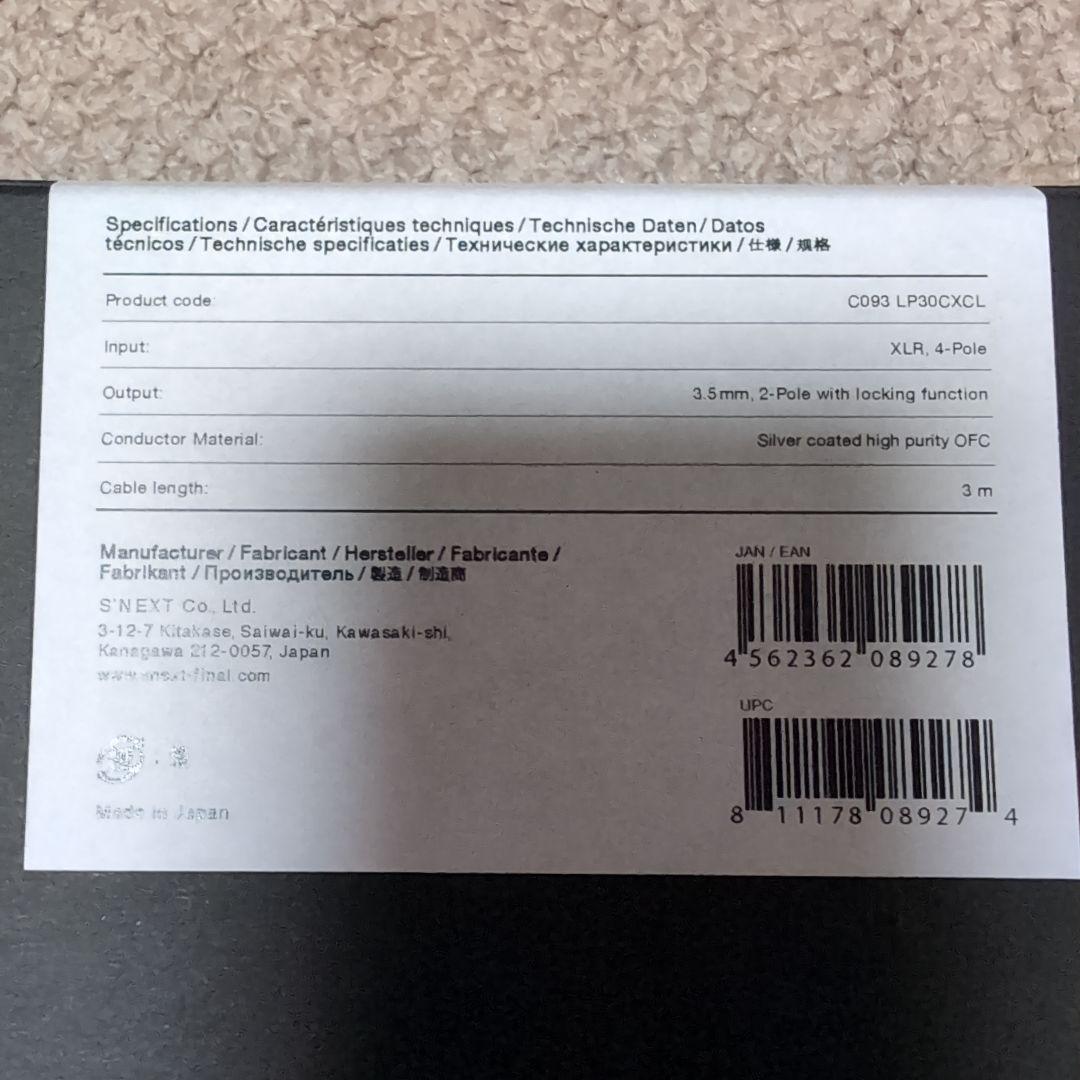 Specifications / Caractéristiques techniques / Technische Daten / Datos
técnicos / Technische specificaties / Технические характеристики / 仕様 / 规格
Product code: C093 LP30CXCL
Input: XLR, 4-Pole
Output: 3.5mm, 2-Pole with locking function
Conductor Material: Silver coated high purity OFC
Cable length: 3 m
Manufacturer / Fabricant / Hersteller / Fabricante /
Fabrikant / Производитель / 製造 / 制造商
S'NEXT Co., Ltd.
3-12-7 Kitakase, Saiwai-ku, Kawasaki-shi,
Kanagawa 212-0057, Japan
www.snext-final.com
Made in Japan
JAN / EAN
4 562362 089278
UPC
8 11178 08927 4